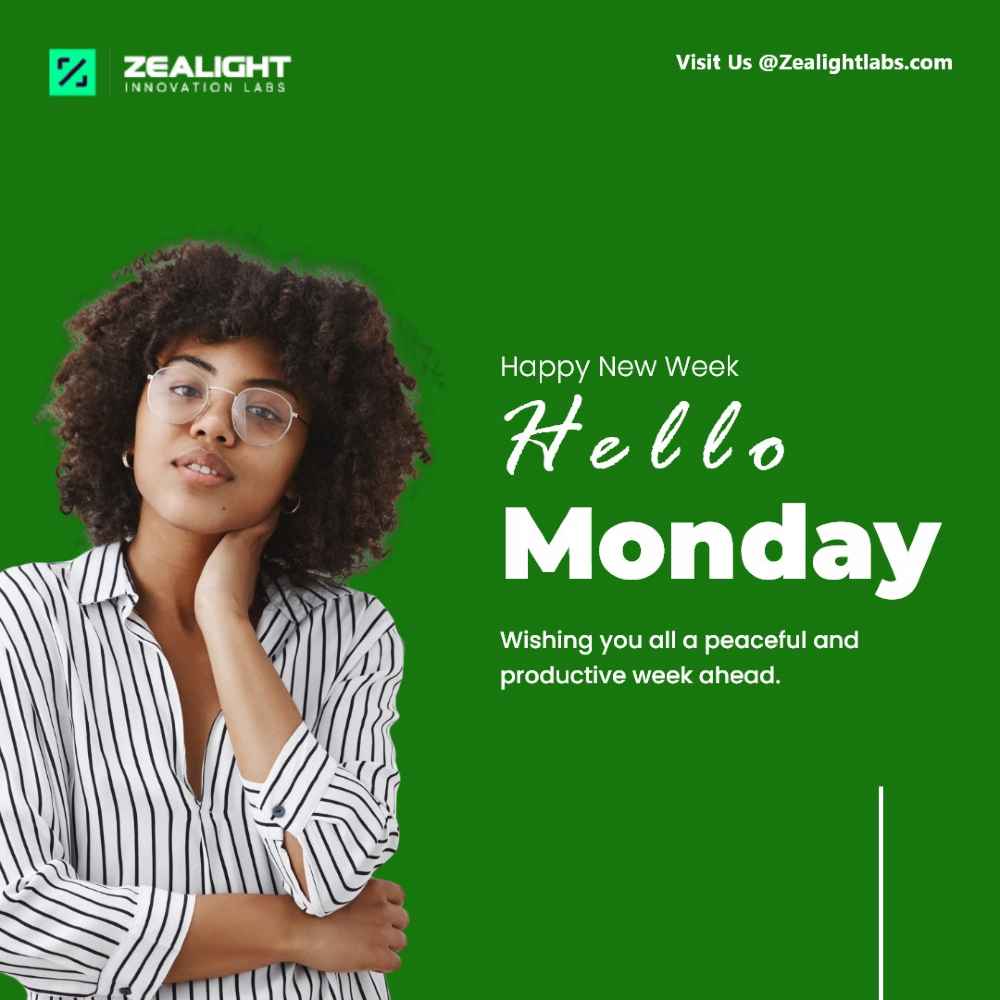 ZEALIGHT
INNOVATION LABS
Visit Us @Zealightlabs.com
Happy New Week
Hello
Monday
Wishing you all a peaceful and
productive week ahead.